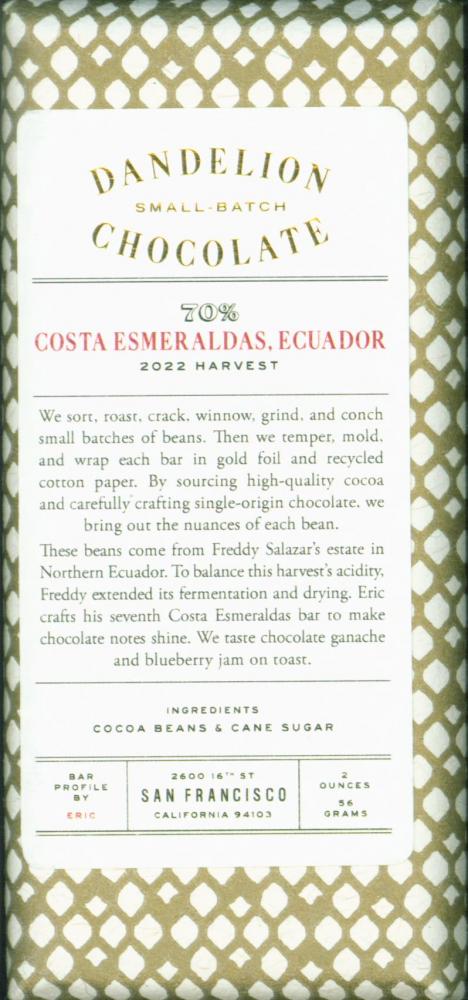 DANDELION
SMALL-BATCH
CHOCOLATE
70%
COSTA ESMERALDAS, ECUADOR
2022 HARVEST
We sort, roast, crack, winnow, grind, and conch
small batches of beans. Then we temper, mold,
and wrap each bar in gold foil and recycled
cotton paper. By sourcing high-quality cocoa
and carefully crafting single-origin chocolate, we
bring out the nuances of each bean.
These beans come from Freddy Salazar's estate in
Northern Ecuador. To balance this harvest's acidity,
Freddy extended its fermentation and drying. Eric
crafts his seventh Costa Esmeraldas bar to make
chocolate notes shine. We taste chocolate ganache
and blueberry jam on toast.
INGREDIENTS
COCOA BEANS & CANE SUGAR
BAR
PROFILE
BY
ERIC
2600 16TH ST
SAN FRANCISCO
CALIFORNIA 94103
2
OUNCES
56
GRAMS